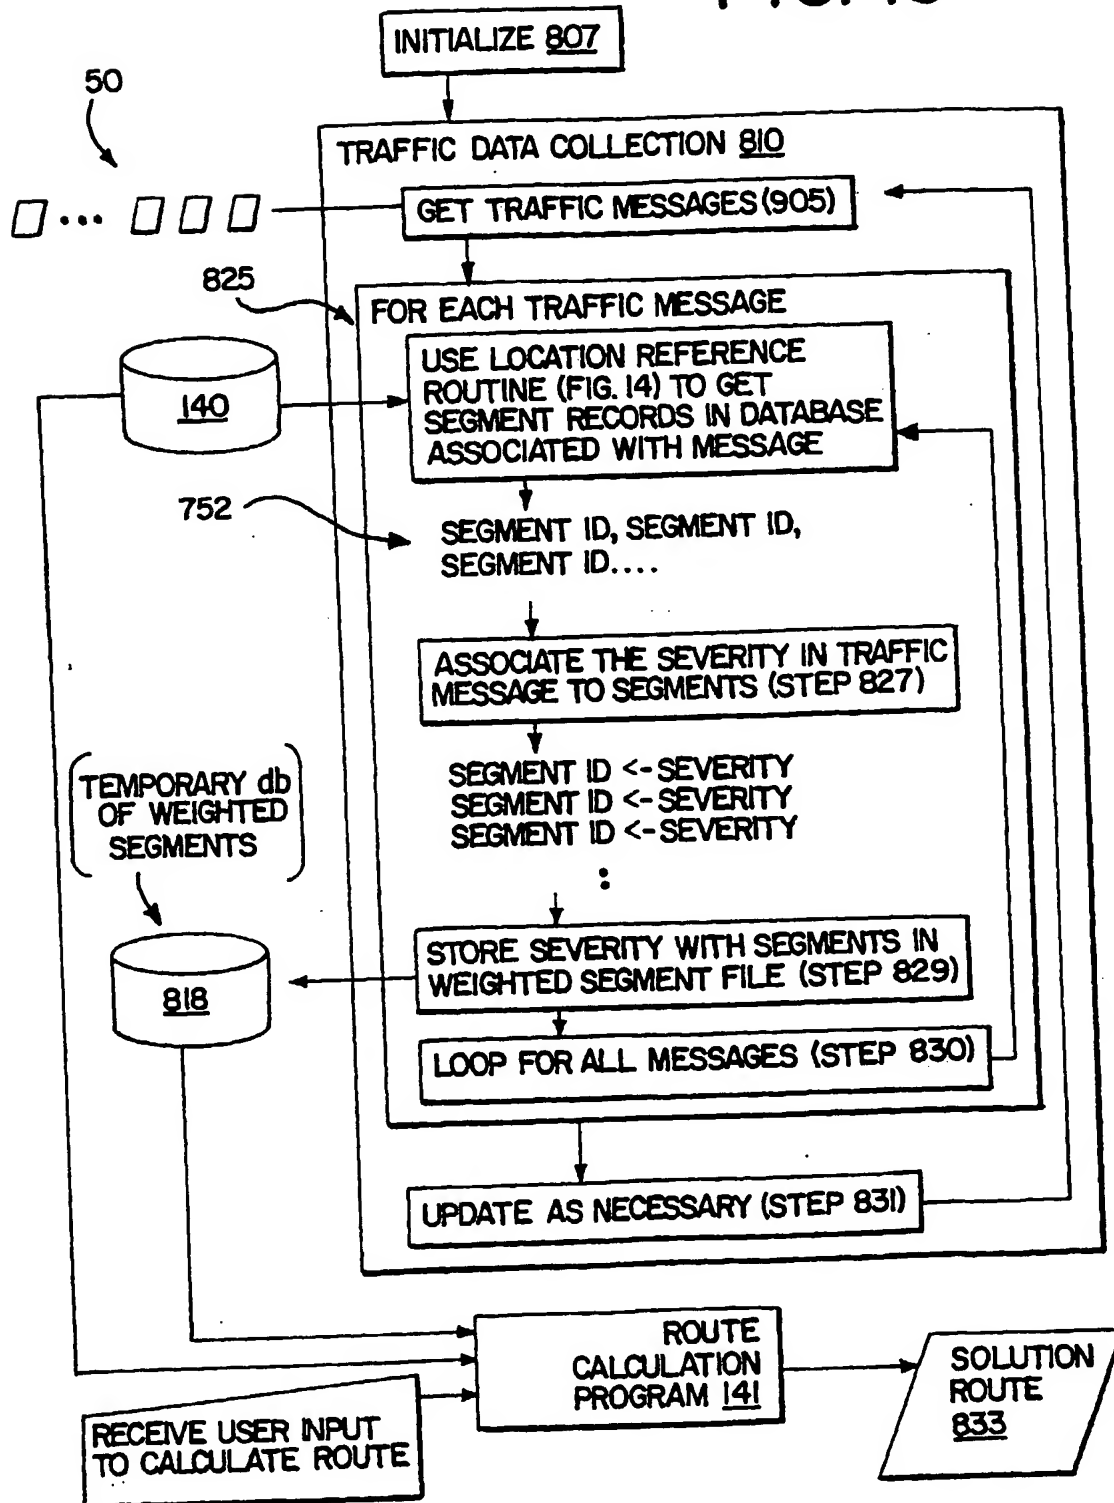 INITIALIZE 807
50
TRAFFIC DATA COLLECTION 810
GET TRAFFIC MESSAGES (905)
825
FOR EACH TRAFFIC MESSAGE
USE LOCATION REFERENCE
ROUTINE (FIG. 14) TO GET
SEGMENT RECORDS IN DATABASE
ASSOCIATED WITH MESSAGE
140
752
SEGMENT ID, SEGMENT ID,
SEGMENT ID....
ASSOCIATE THE SEVERITY IN TRAFFIC
MESSAGE TO SEGMENTS (STEP 827)
SEGMENT ID <-SEVERITY
SEGMENT ID <-SEVERITY
SEGMENT ID <-SEVERITY
:
TEMPORARY db
OF WEIGHTED
SEGMENTS
STORE SEVERITY WITH SEGMENTS IN
WEIGHTED SEGMENT FILE (STEP 829)
818
LOOP FOR ALL MESSAGES (STEP 830)
UPDATE AS NECESSARY (STEP 831)
ROUTE
CALCULATION
PROGRAM 141
SOLUTION
ROUTE
833
RECEIVE USER INPUT
TO CALCULATE ROUTE